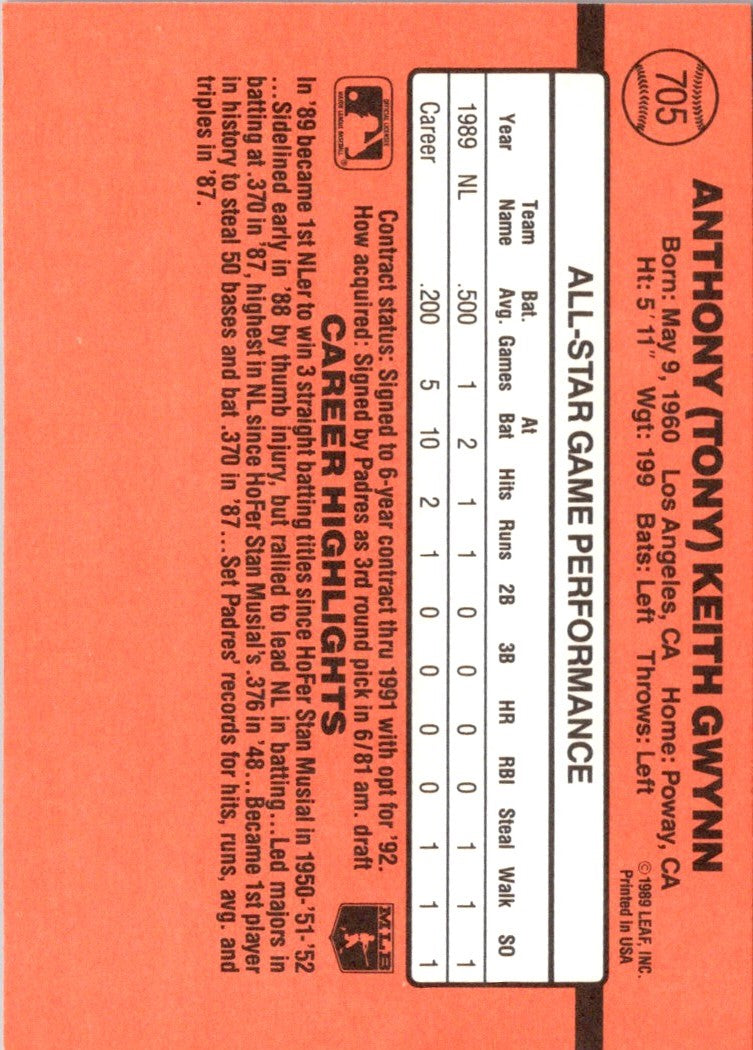 705
ANTHONY (TONY) KEITH GWYNN
Born: May 9, 1960 Los Angeles, CA Home: Poway, CA
Ht: 5'11" Wgt: 199 Bats: Left Throws: Left
©1989 LEAF, INC.
Printed in USA
ALL-STAR GAME PERFORMANCE
Team Bat. At
Year Name Avg. Games Bat Hits Runs 2B 3B HR RBI Steal Walk SO
1989 NL .500 1 2 1 1 0 0 0 0 1 1 1
Career .200 5 10 2 1 0 0 0 0 1 1 1
OFFICIAL LICENSEE
MAJOR LEAGUE BASEBALL
Contract status: Signed to 6-year contract thru 1991 with opt for '92.
How acquired: Signed by Padres as 3rd round pick in 6/81 am. draft
MLB
CAREER HIGHLIGHTS
In '89 became 1st NLer to win 3 straight batting titles since HoFer Stan Musial in 1950-'51-'52
...Sidelined early in '88 by thumb injury, but rallied to lead NL in batting...Led majors in
batting at .370 in '87, highest in NL since HoFer Stan Musial's .376 in '48...Became 1st player
in history to steal 50 bases and bat .370 in '87...Set Padres' records for hits, runs, avg. and
triples in '87.